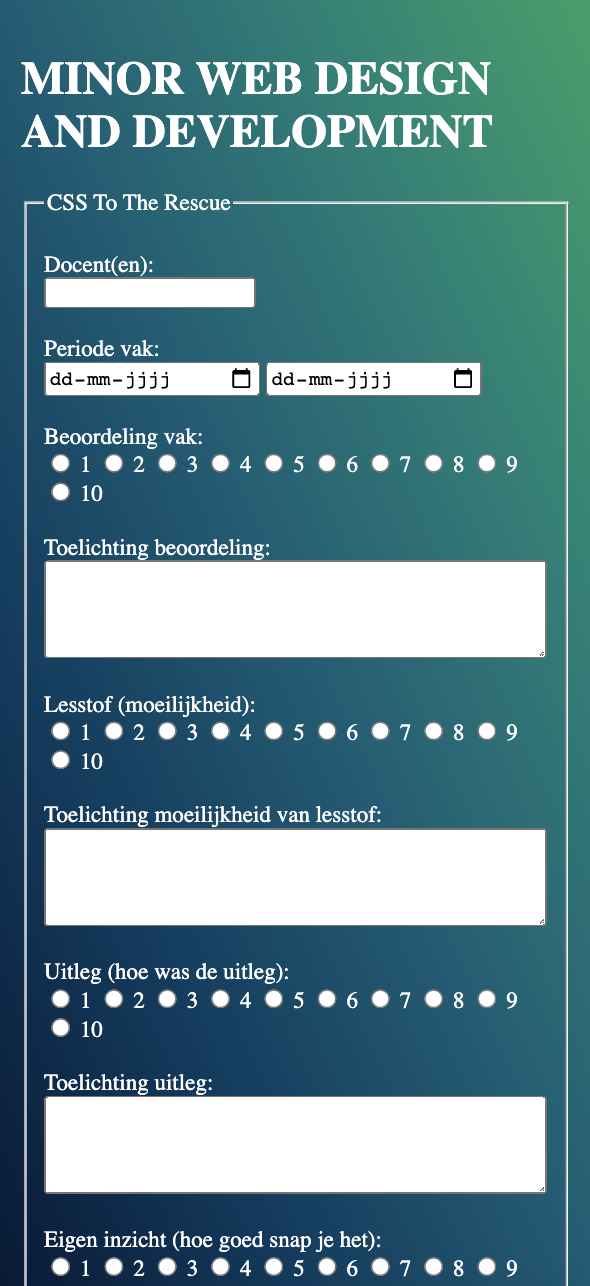 MINOR WEB DESIGN
AND DEVELOPMENT
CSS To The Rescue
Docent(en):
Periode vak:
dd-mm-jjjj dd-mm-jjjj
Beoordeling vak:
1 2 3 4 5 6 7 8 9
10
Toelichting beoordeling:
Lesstof (moeilijkheid):
1 2 3 4 5 6 7 8 9
10
Toelichting moeilijkheid van lesstof:
Uitleg (hoe was de uitleg):
1 2 3 4 5 6 7 8 9
10
Toelichting uitleg:
Eigen inzicht (hoe goed snap je het):
1 2 3 4 5 6 7 8 9